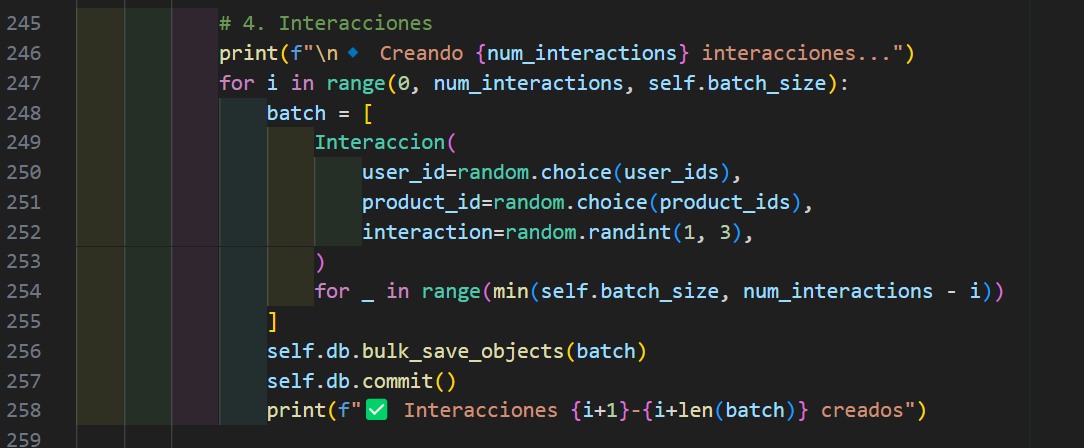 245 # 4. Interacciones
246 print(f"\n🔹 Creando {num_interactions} interacciones...")
247 for i in range(0, num_interactions, self.batch_size):
248 batch = [
249 Interaccion(
250 user_id=random.choice(user_ids),
251 product_id=random.choice(product_ids),
252 interaction=random.randint(1, 3),
253 )
254 for _ in range(min(self.batch_size, num_interactions - i))
255 ]
256 self.db.bulk_save_objects(batch)
257 self.db.commit()
258 print(f"✅ Interacciones {i+1}-{i+len(batch)} creados")
259